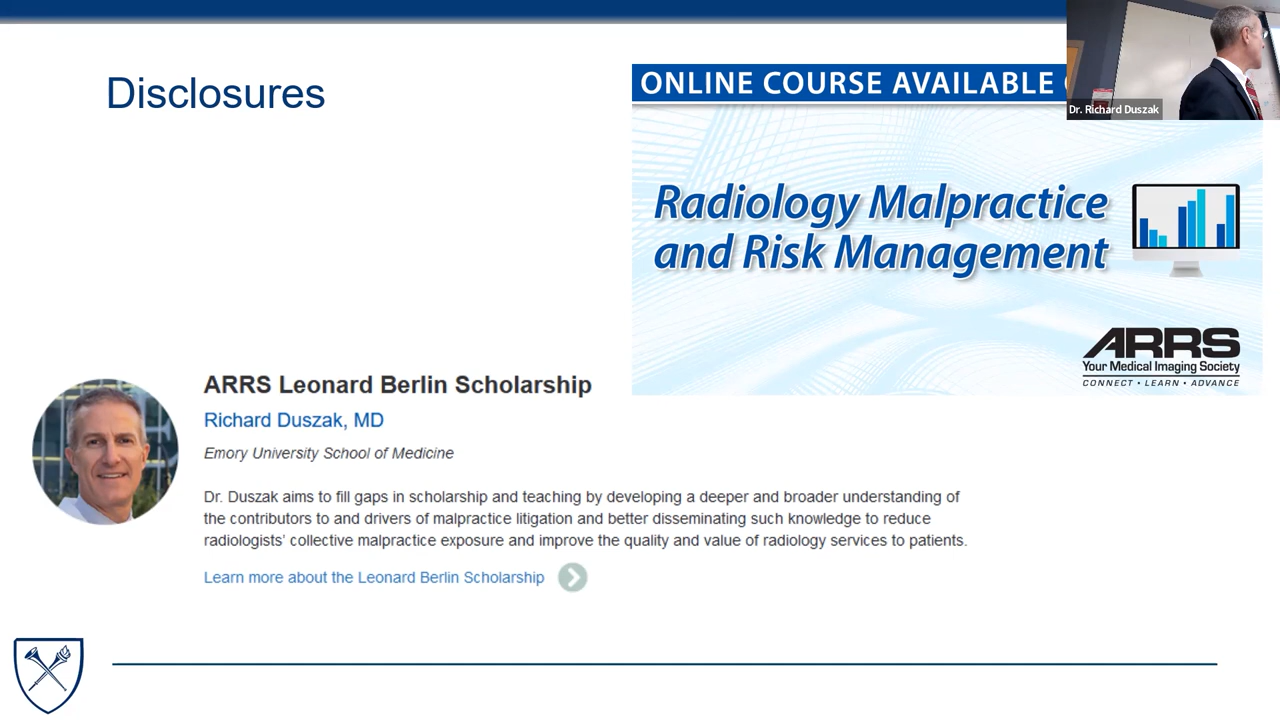 Disclosures
ONLINE COURSE AVAILABLE
Dr. Richard Duszak
Radiology Malpractice
and Risk Management
ARRS
Your Medical Imaging Society
CONNECT • LEARN • ADVANCE
ARRS Leonard Berlin Scholarship
Richard Duszak, MD
Emory University School of Medicine
Dr. Duszak aims to fill gaps in scholarship and teaching by developing a deeper and broader understanding of
the contributors to and drivers of malpractice litigation and better disseminating such knowledge to reduce
radiologists' collective malpractice exposure and improve the quality and value of radiology services to patients.
Learn more about the Leonard Berlin Scholarship